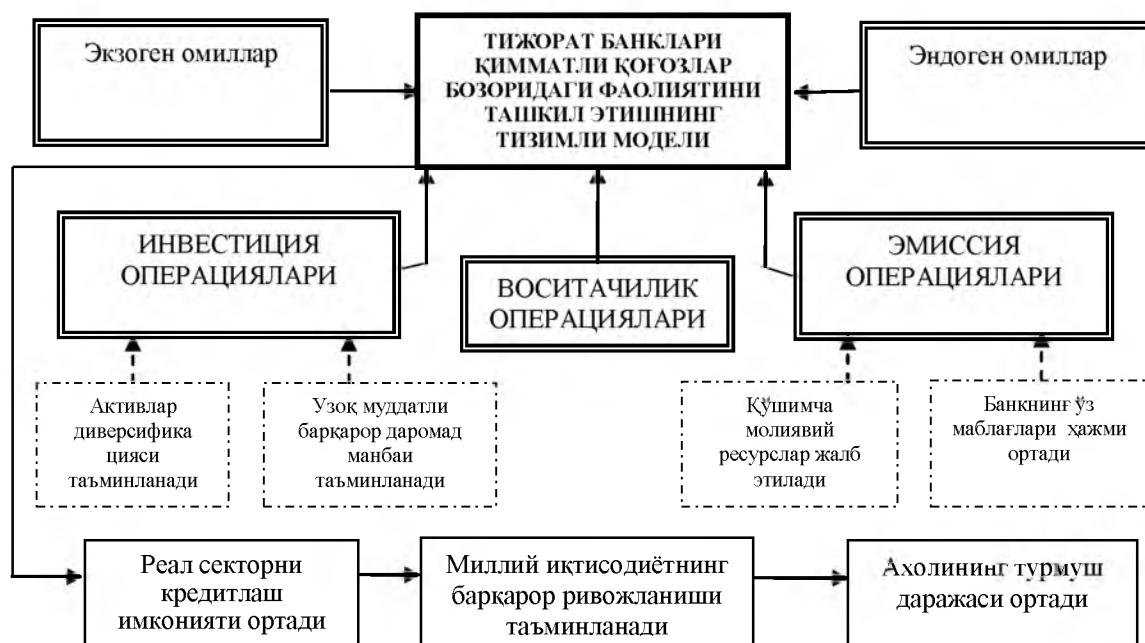 Экзоген омиллар
ТИЖОРАТ БАНКЛАРИ
ҚИММАТЛИ ҚОҒОЗЛАР
БОЗОРИДАГИ ФАОЛИЯТИНИ
ТАШКИЛ ЭТИШНИНГ
ТИЗИМЛИ МОДЕЛИ
Эндоген омиллар
ИНВЕСТИЦИЯ
ОПЕРАЦИЯЛАРИ
ВОСИТАЧИЛИК
ОПЕРАЦИЯЛАРИ
ЭМИССИЯ
ОПЕРАЦИЯЛАРИ
Активлар
диверсифика
цияси
таъминланади
Узоқ муддатли
барқарор даромад
манбаи
таъминланади
Қўшимча
молиявий
ресурслар жалб
этилади
Банкнинғ ўз
маблағлари ҳажми
ортади
Реал секторни
кредитлаш
имконияти ортади
Миллий иқтисодиётнинг
барқарор ривожланиши
таъминланади
Ахолининг турмуш
даражаси ортади